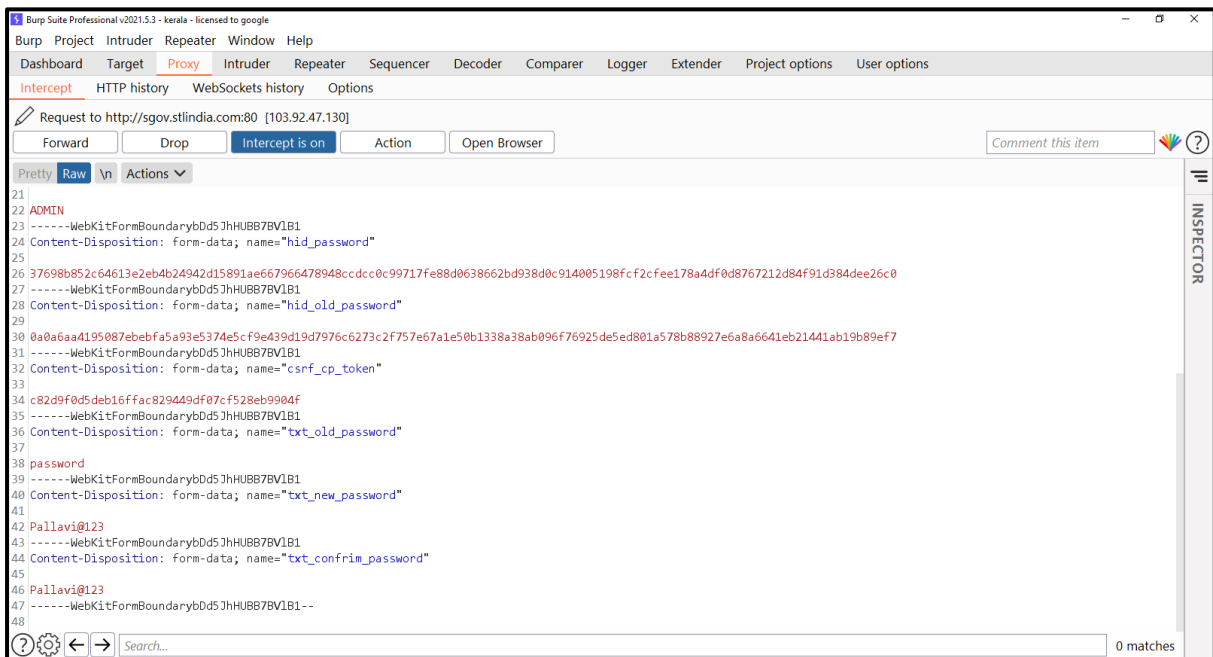 Burp Suite Professional v2021.5.3 - kerala - licensed to google
Burp Project Intruder Repeater Window Help
Dashboard Target Proxy Intruder Repeater Sequencer Decoder Comparer Logger Extender Project options User options
Intercept HTTP history WebSockets history Options
Request to http://sgov.stlindia.com:80 [103.92.47.130]
Forward Drop Intercept is on Action Open Browser Comment this item ?
Pretty Raw \n Actions
INSPECTOR
21
22 ADMIN
23 ------WebKitFormBoundarybDd5JhHUBB7BVlB1
24 Content-Disposition: form-data; name="hid_password"
25
26 37698b852c64613e2eb4b24942d15891ae667966478948ccdcc0c99717fe88d0638662bd938d0c914005198fcf2cfee178a4df0d8767212d84f91d384dee26c0
27 ------WebKitFormBoundarybDd5JhHUBB7BVlB1
28 Content-Disposition: form-data; name="hid_old_password"
29
30 0a0a6aa4195087ebebfa5a93e5374e5cf9e439d19d7976c6273c2f757e67a1e50b1338a38ab096f76925de5ed801a578b88927e6a8a6641eb21441ab19b89ef7
31 ------WebKitFormBoundarybDd5JhHUBB7BVlB1
32 Content-Disposition: form-data; name="csrf_cp_token"
33
34 c82d9f0d5deb16ffac829449df07cf528eb9904f
35 ------WebKitFormBoundarybDd5JhHUBB7BVlB1
36 Content-Disposition: form-data; name="txt_old_password"
37
38 password
39 ------WebKitFormBoundarybDd5JhHUBB7BVlB1
40 Content-Disposition: form-data; name="txt_new_password"
41
42 Pallavi@123
43 ------WebKitFormBoundarybDd5JhHUBB7BVlB1
44 Content-Disposition: form-data; name="txt_confrim_password"
45
46 Pallavi@123
47 ------WebKitFormBoundarybDd5JhHUBB7BVlB1--
48
? Search... 0 matches